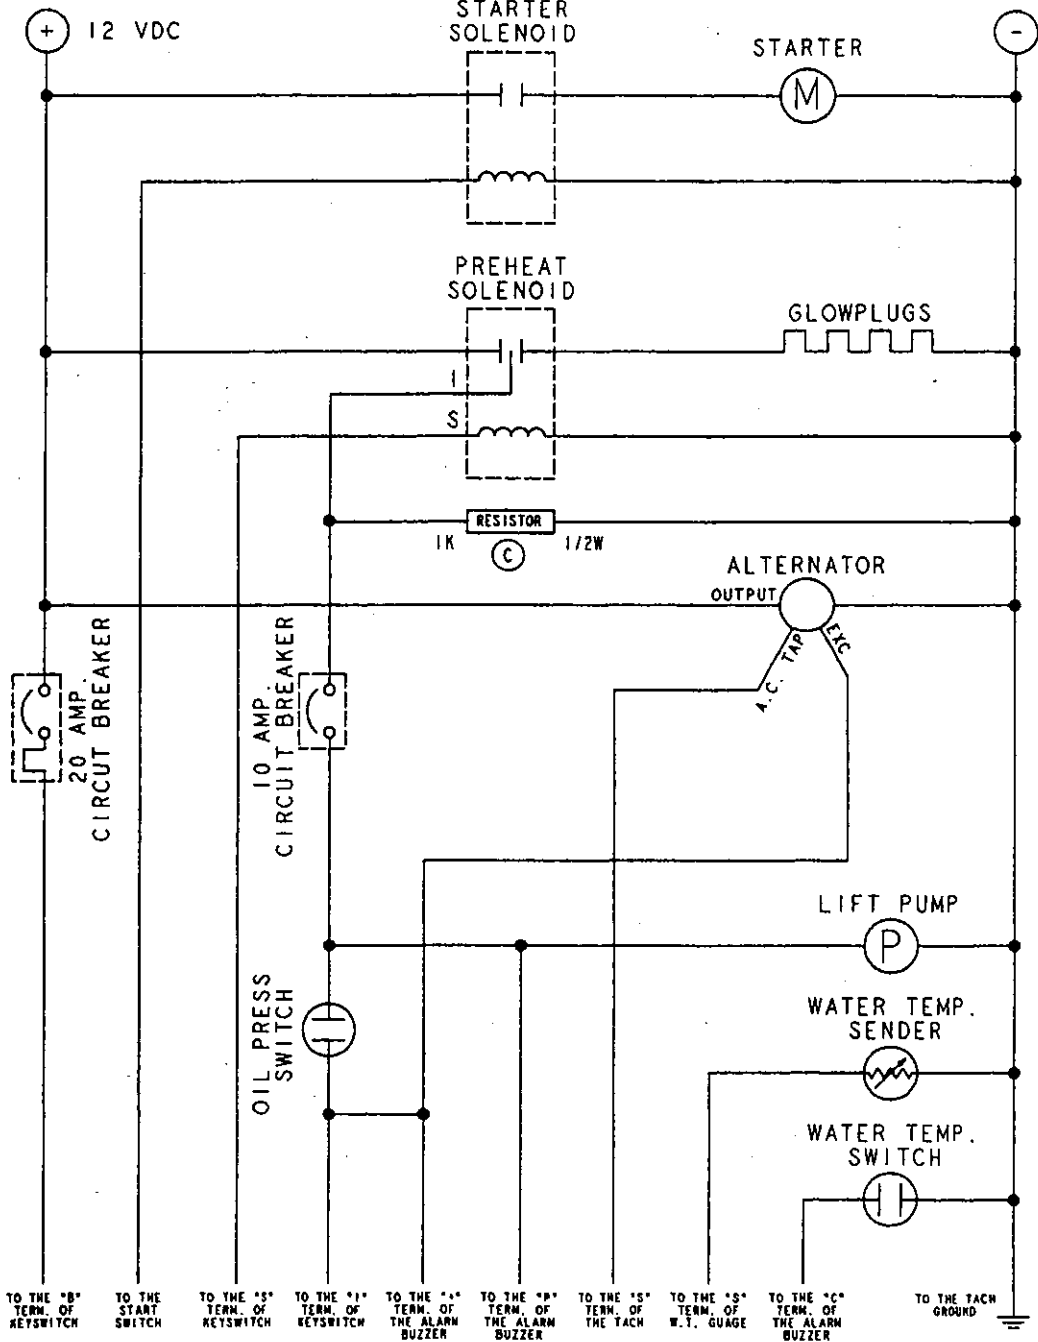 + 12 VDC
STARTER
SOLENOID
STARTER
M
-
PREHEAT
SOLENOID
GLOWPLUGS
I
S
RESISTOR
1K
C
1/2W
ALTERNATOR
OUTPUT
A.C. TAP
EXC
20 AMP.
CIRCUT BREAKER
10 AMP.
CIRCUIT BREAKER
LIFT PUMP
P
OIL PRESS
SWITCH
WATER TEMP.
SENDER
WATER TEMP.
SWITCH
TO THE "B"
TERM. OF
KEYSWITCH
TO THE
START
SWITCH
TO THE "S"
TERM. OF
KEYSWITCH
TO THE "I"
TERM. OF
KEYSWITCH
TO THE "+"
TERM. OF
THE ALARM
BUZZER
TO THE "P"
TERM. OF
THE ALARM
BUZZER
TO THE "S"
TERM. OF
THE TACH
TO THE "S"
TERM. OF
W.T. GUAGE
TO THE "C"
TERM. OF
THE ALARM
BUZZER
TO THE TACH
GROUND